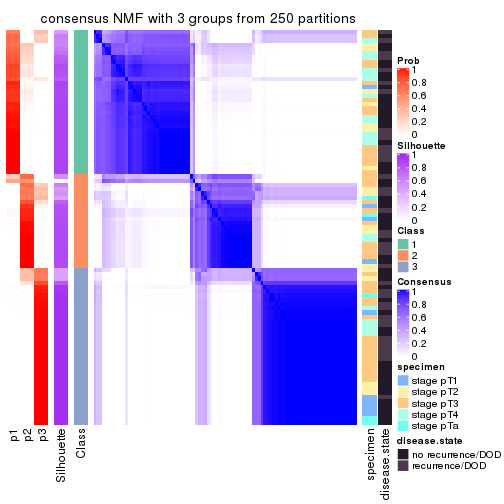 consensus NMF with 3 groups from 250 partitions
Prob
1
0.8
0.6
0.4
0.2
0
Silhouette
1
0.8
0.6
0.4
0.2
0
Class
1
2
3
Consensus
1
0.8
0.6
0.4
0.2
0
specimen
stage pT1
stage pT2
stage pT3
stage pT4
stage pTa
disease.state
no recurrence/DOD
recurrence/DOD
1
2
3
p1
p2
p3
Silhouette
Class
specimen
disease.state